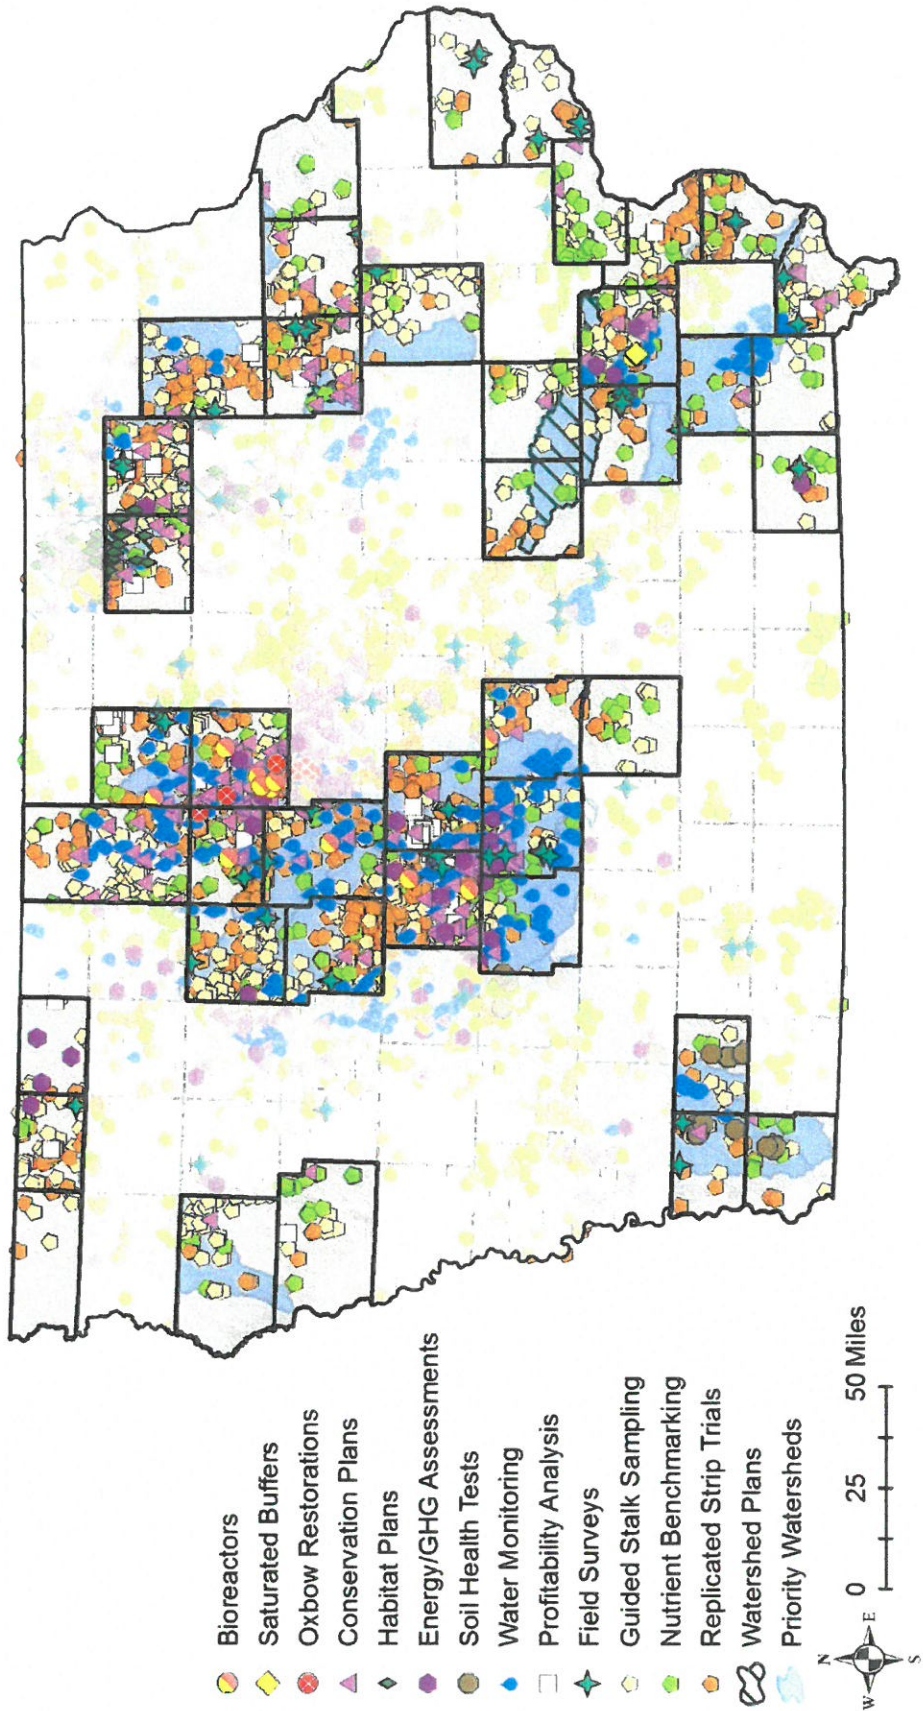 Bioreactors
Saturated Buffers
Oxbow Restorations
Conservation Plans
Habitat Plans
Energy/GHG Assessments
Soil Health Tests
Water Monitoring
Profitability Analysis
Field Surveys
Guided Stalk Sampling
Nutrient Benchmarking
Replicated Strip Trials
Watershed Plans
Priority Watersheds
N
W E
S
0 25 50 Miles